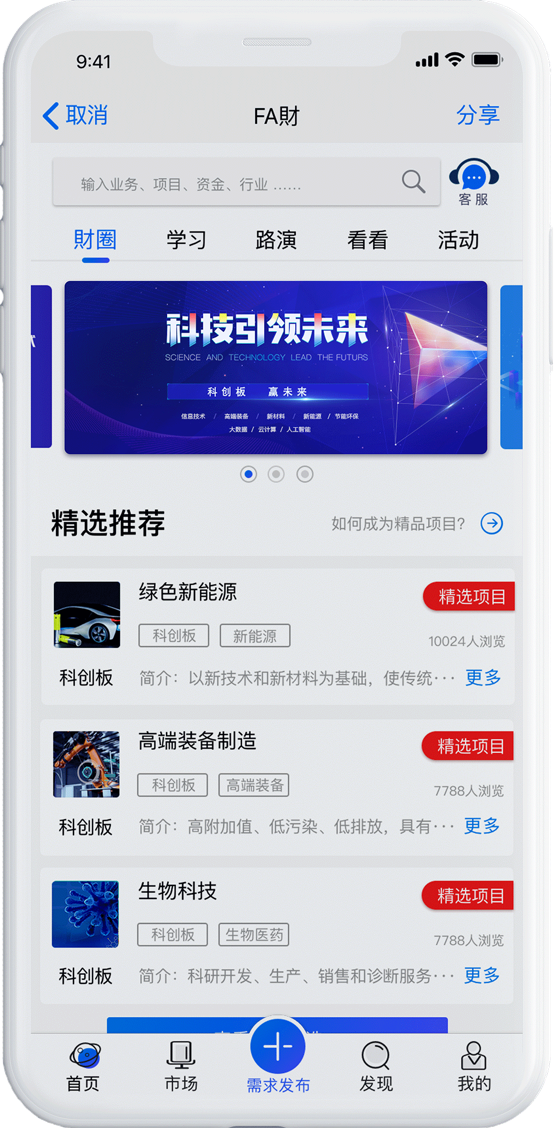 9:41
取消
FA財
分享
输入业务、项目、资金、行业 ……
客服
財圈
学习
路演
看看
活动
科技引领未来
SCIENCE AND TECHNOLOGY LEAD THE FUTURS
科创板 赢未来
信息技术 / 高端装备 / 新材料 / 新能源 / 节能环保
大数据 / 云计算 / 人工智能
精选推荐
如何成为精品项目?
绿色新能源
精选项目
科创板
新能源
10024人浏览
科创板
简介：以新技术和新材料为基础，使传统···
更多
高端装备制造
精选项目
科创板
高端装备
7788人浏览
科创板
简介：高附加值、低污染、低排放，具有···
更多
生物科技
精选项目
科创板
生物医药
7788人浏览
科创板
简介：科研开发、生产、销售和诊断服务···
更多
首页
市场
需求发布
发现
我的